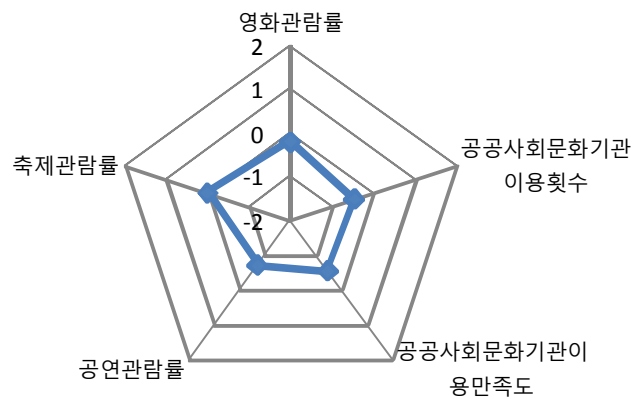 영화관람률
2
1
0
-1
-2
공공사회문화기관
이용횟수
축제관람률
공연관람률
공공사회문화기관이
용만족도